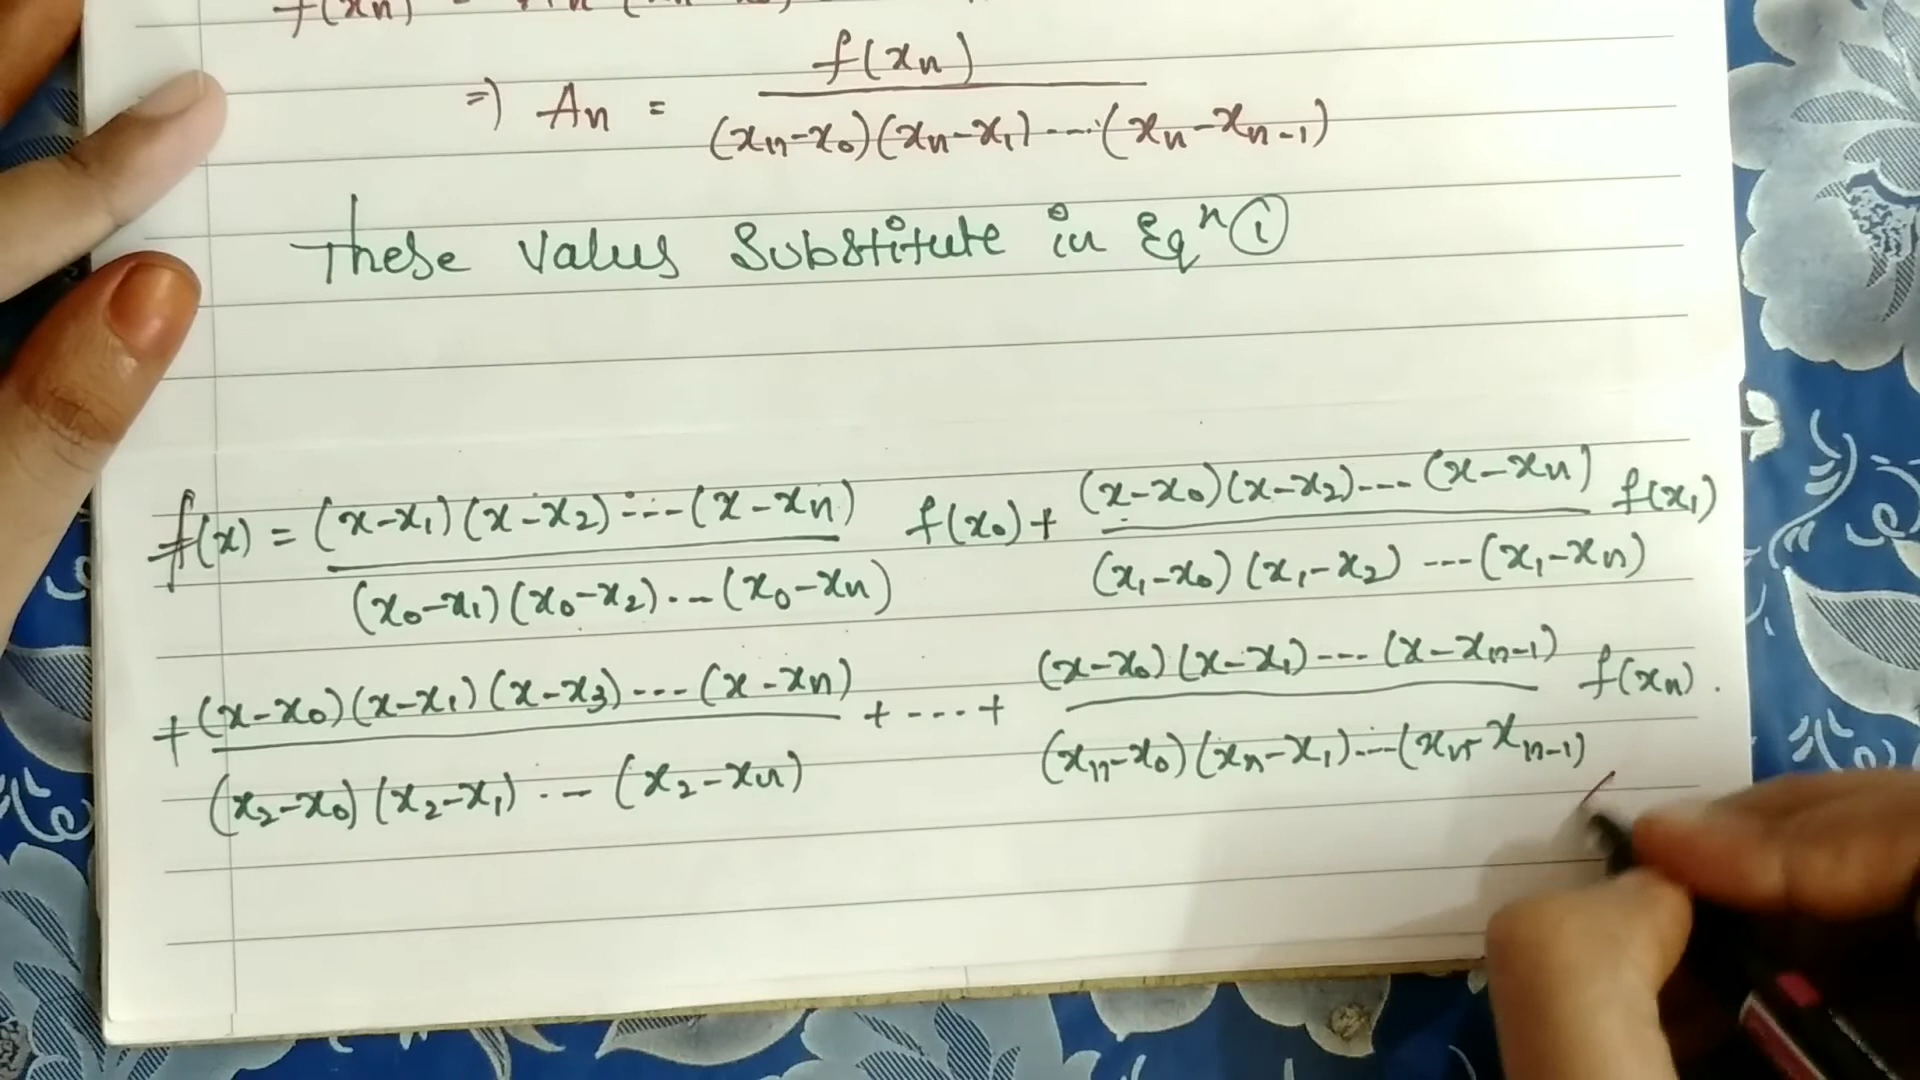 f(xn)
=) An = f(xn) / (xn-x0)(xn-x1)----(xn-xn-1)
These values Substitute in Eqn ①
f(x) = (x-x1)(x-x2)----(x-xn) / (x0-x1)(x0-x2)---(x0-xn) f(x0) + (x-x0)(x-x2)----(x-xn) / (x1-x0)(x1-x2)----(x1-xn) f(x1)
+ (x-x0)(x-x1)(x-x3)----(x-xn) / (x2-x0)(x2-x1)---(x2-xn) + ---- + (x-x0)(x-x1)----(x-xn-1) / (xn-x0)(xn-x1)----(xn-xn-1) f(xn).